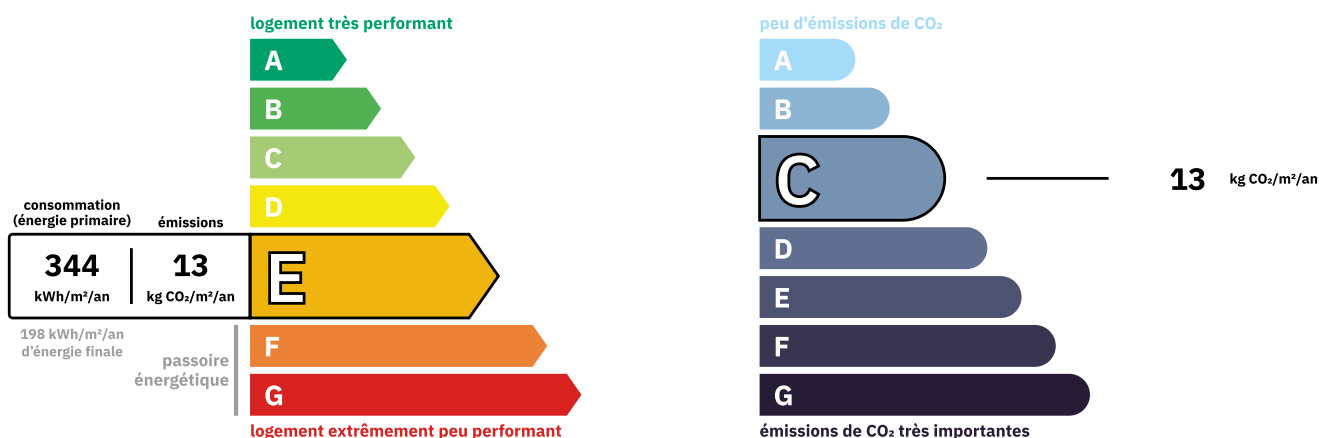 logement très performant
A
B
C
D
consommation
(énergie primaire)
émissions
344
kWh/m²/an
13
kg CO₂/m²/an
E
198 kWh/m²/an
d’énergie finale
passoire
énergétique
F
G
logement extrêmement peu performant
peu d'émissions de CO₂
A
B
C
13 kg CO₂/m²/an
D
E
F
G
émissions de CO₂ très importantes